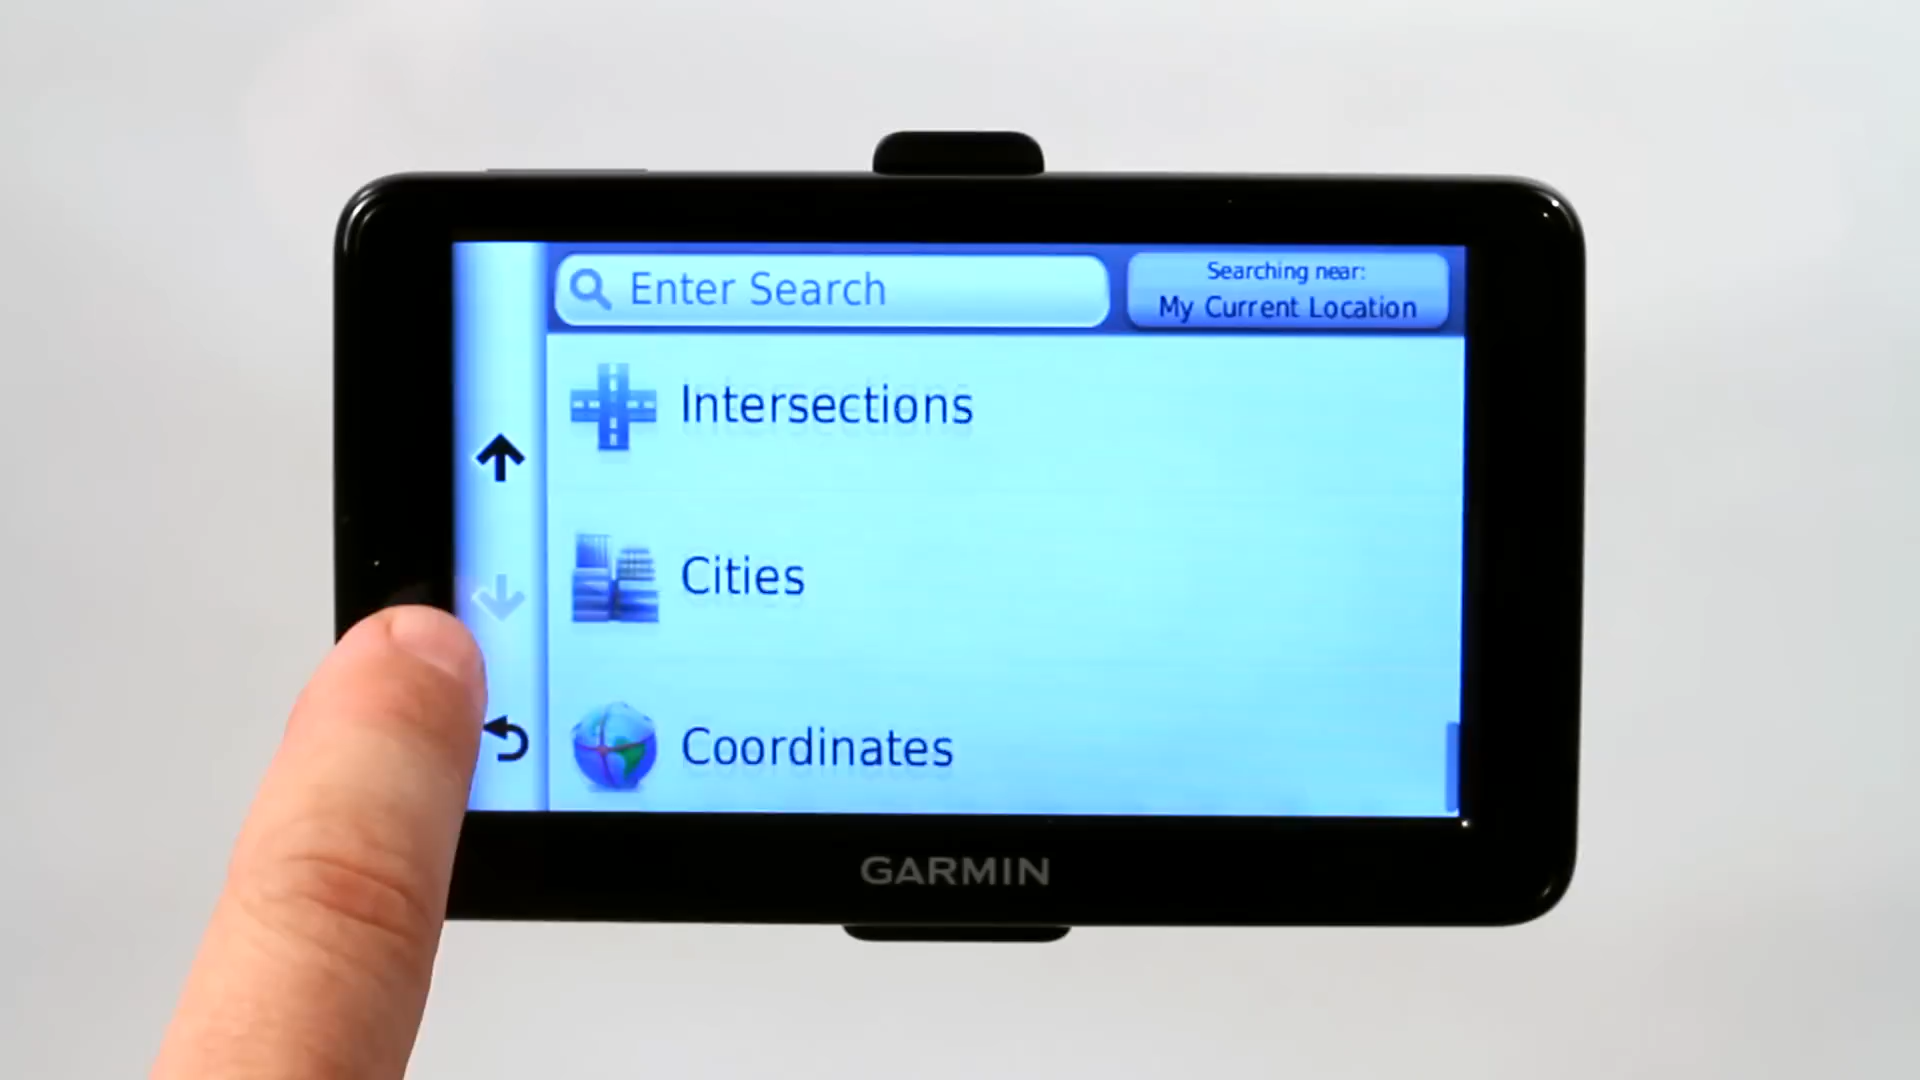 Enter Search
Searching near:
My Current Location
Intersections
Cities
Coordinates
GARMIN